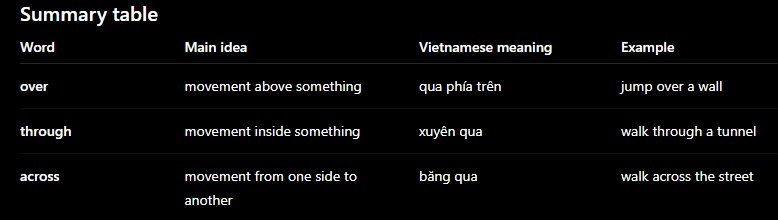 Summary table
Word Main idea Vietnamese meaning Example
over movement above something qua phía trên jump over a wall
through movement inside something xuyên qua walk through a tunnel
across movement from one side to another băng qua walk across the street